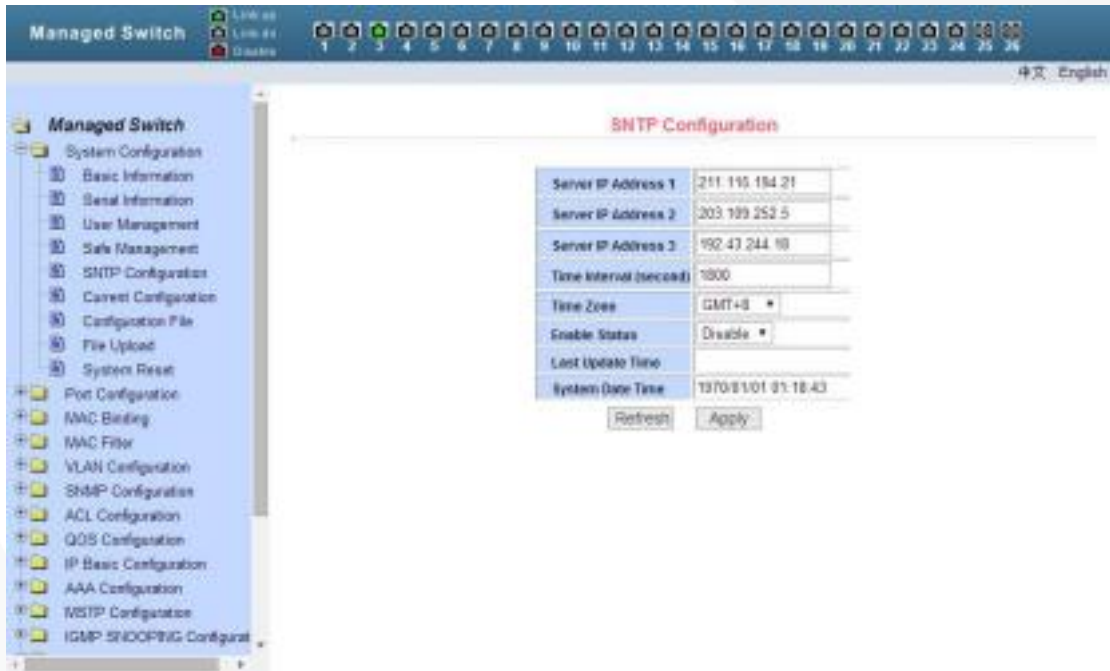 Managed Switch
Link up
Link dn
Disable
1 2 3 4 5 6 7 8 9 10 11 12 13 14 15 16 17 18 19 20 21 22 23 24 25 26
中文 English
Managed Switch
System Configuration
Basic Information
Serial Information
User Management
Safe Management
SNTP Configuration
Current Configuration
Configuration File
File Upload
System Reset
Port Configuration
MAC Binding
MAC Filter
VLAN Configuration
SNMP Configuration
ACL Configuration
QOS Configuration
IP Basic Configuration
AAA Configuration
MSTP Configuration
IGMP SNOOPING Configurat
SNTP Configuration
Server IP Address 1 211.116.194.21
Server IP Address 2 203.109.252.5
Server IP Address 3 192.43.244.18
Time Interval (second) 1800
Time Zone GMT+8
Enable Status Disable
Last Update Time
System Date Time 1970/01/01 01:18:43
Refresh Apply